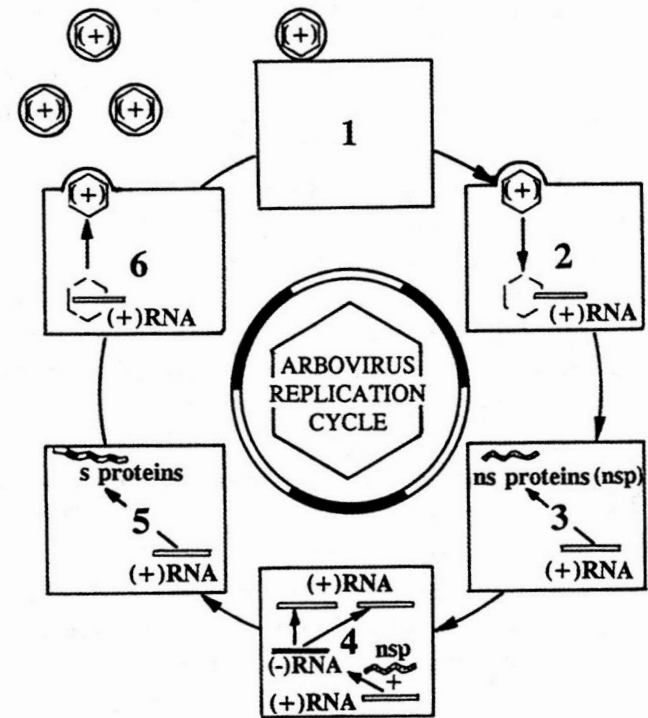 (+)
(+)
(+)
(+)
1
(+)
2
(+)RNA
ns proteins (nsp)
3
(+)RNA
(+)RNA
4
nsp
(-)RNA
+
(+)RNA
s proteins
5
(+)RNA
(+)
6
(+)RNA
ARBOVIRUS
REPLICATION
CYCLE